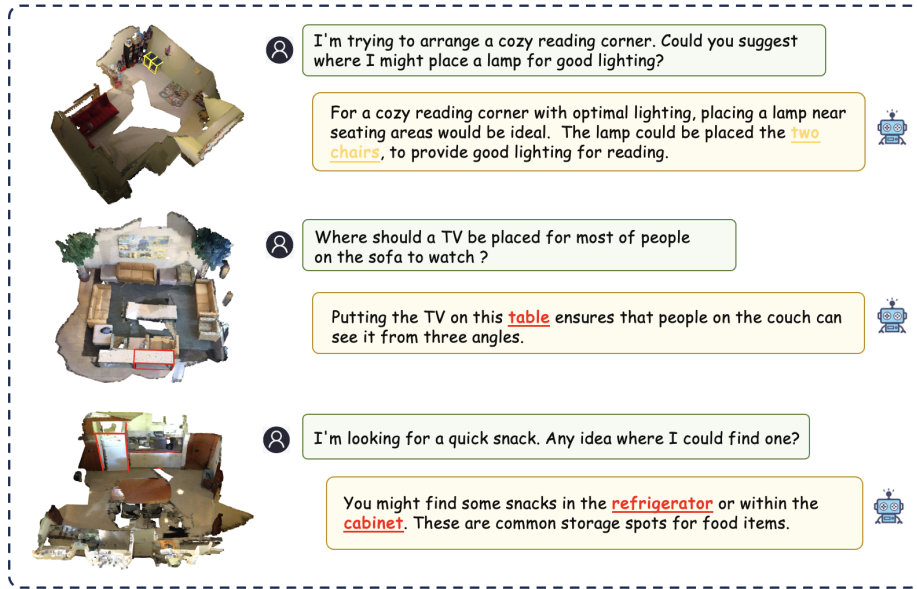 I'm trying to arrange a cozy reading corner. Could you suggest
where I might place a lamp for good lighting?
For a cozy reading corner with optimal lighting, placing a lamp near
seating areas would be ideal. The lamp could be placed the two
chairs, to provide good lighting for reading.
Where should a TV be placed for most of people
on the sofa to watch ?
Putting the TV on this table ensures that people on the couch can
see it from three angles.
I'm looking for a quick snack. Any idea where I could find one?
You might find some snacks in the refrigerator or within the
cabinet. These are common storage spots for food items.